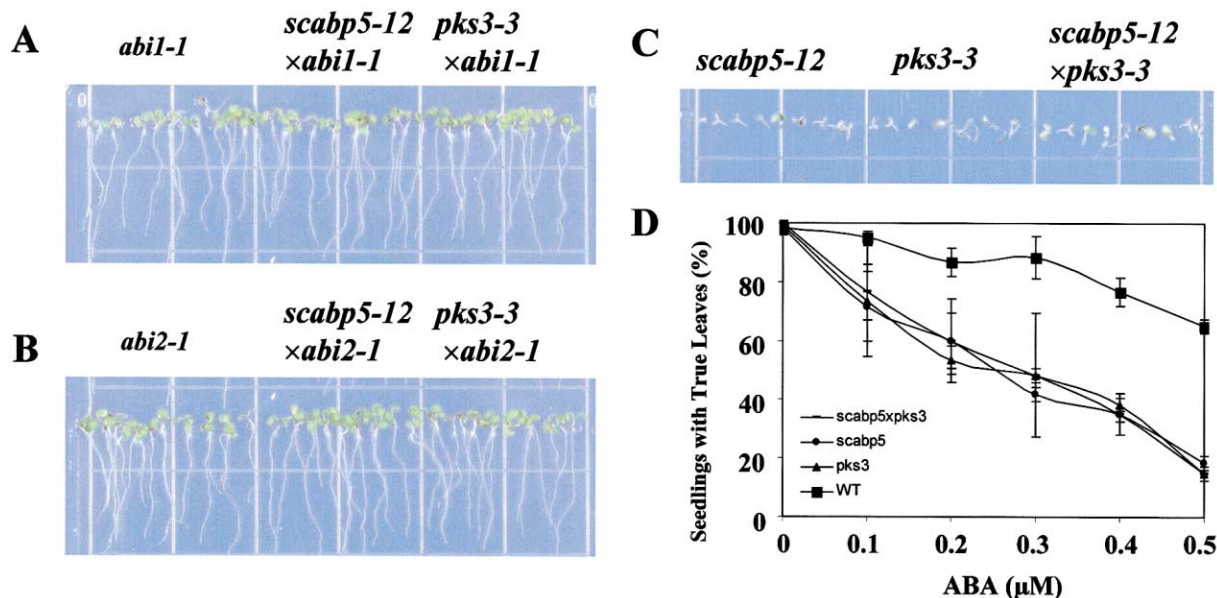 A
abi1-1
scabp5-12
×abi1-1
pks3-3
×abi1-1
0
0
B
abi2-1
scabp5-12
×abi2-1
pks3-3
×abi2-1
C
scabp5-12
pks3-3
scabp5-12
×pks3-3
D
Seedlings with True Leaves (%)
100
80
60
40
20
0
scabp5xpks3
scabp5
pks3
WT
0 0.1 0.2 0.3 0.4 0.5
ABA (μM)